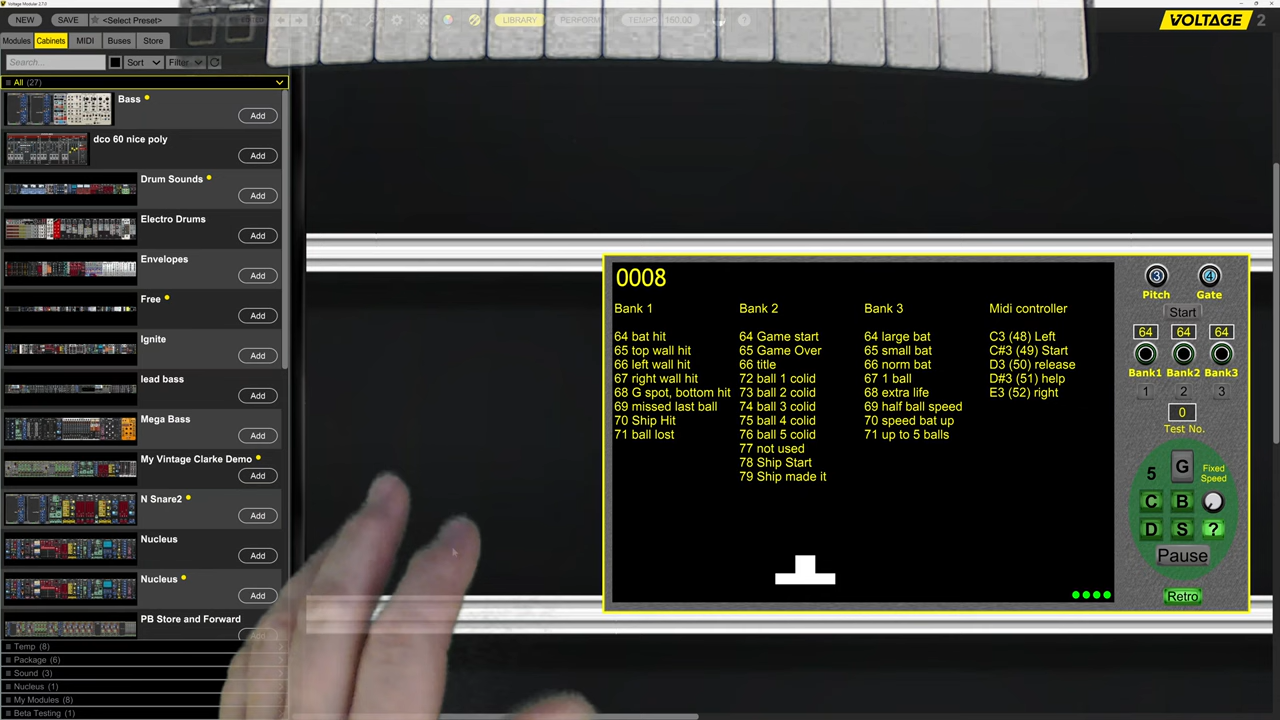 Voltage Modular 2.7.0
NEW
SAVE
<Select Preset>
LIBRARY
PERFORM
TEMPO 160.00
?
VOLTAGE 2
Modules
Cabinets
MIDI
Buses
Store
Search...
Sort
Filter
All (27)
Bass
Add
dco 60 nice poly
Add
Drum Sounds
Add
Electro Drums
Add
Envelopes
Add
Free
Add
Ignite
Add
lead bass
Add
Mega Bass
Add
My Vintage Clarke Demo
Add
N Snare2
Add
Nucleus
Add
Nucleus
Add
PB Store and Forward
Add
Temp (8)
Package (6)
Sound (3)
Nucleus (1)
My Modules (8)
Beta Testing (1)
0008
Bank 1
64 bat hit
65 top wall hit
66 left wall hit
67 right wall hit
68 G spot, bottom hit
69 missed last ball
70 Ship Hit
71 ball lost
Bank 2
64 Game start
65 Game Over
66 title
72 ball 1 colid
73 ball 2 colid
74 ball 3 colid
75 ball 4 colid
76 ball 5 colid
77 not used
78 Ship Start
79 Ship made it
Bank 3
64 large bat
65 small bat
66 norm bat
67 1 ball
68 extra life
69 half ball speed
70 speed bat up
71 up to 5 balls
Midi controller
C3 (48) Left
C#3 (49) Start
D3 (50) release
D#3 (51) help
E3 (52) right
3 4
Pitch Gate
Start
64 64 64
Bank1 Bank2 Bank3
1 2 3
0
Test No.
5 G Fixed Speed
C B
D S ?
Pause
Retro